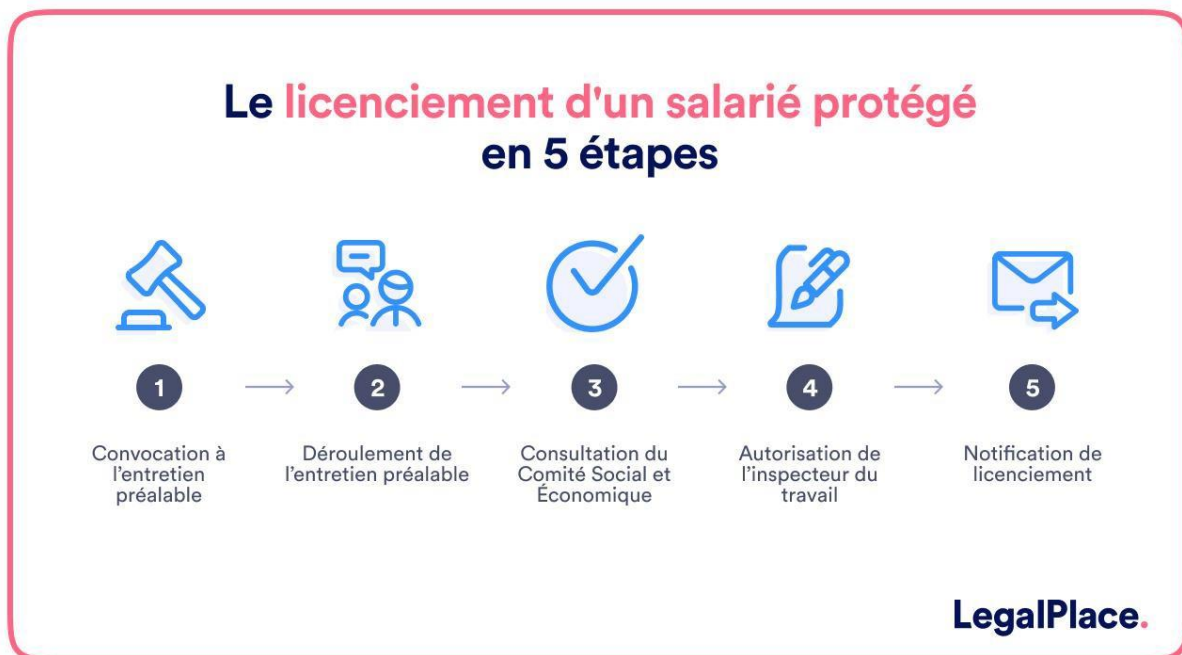 Le licenciement d'un salarié protégé
en 5 étapes
1
2
3
4
5
Convocation à
l'entretien
préalable
Déroulement de
l'entretien préalable
Consultation du
Comité Social et
Économique
Autorisation de
l'inspecteur du
travail
Notification de
licenciement
LegalPlace.